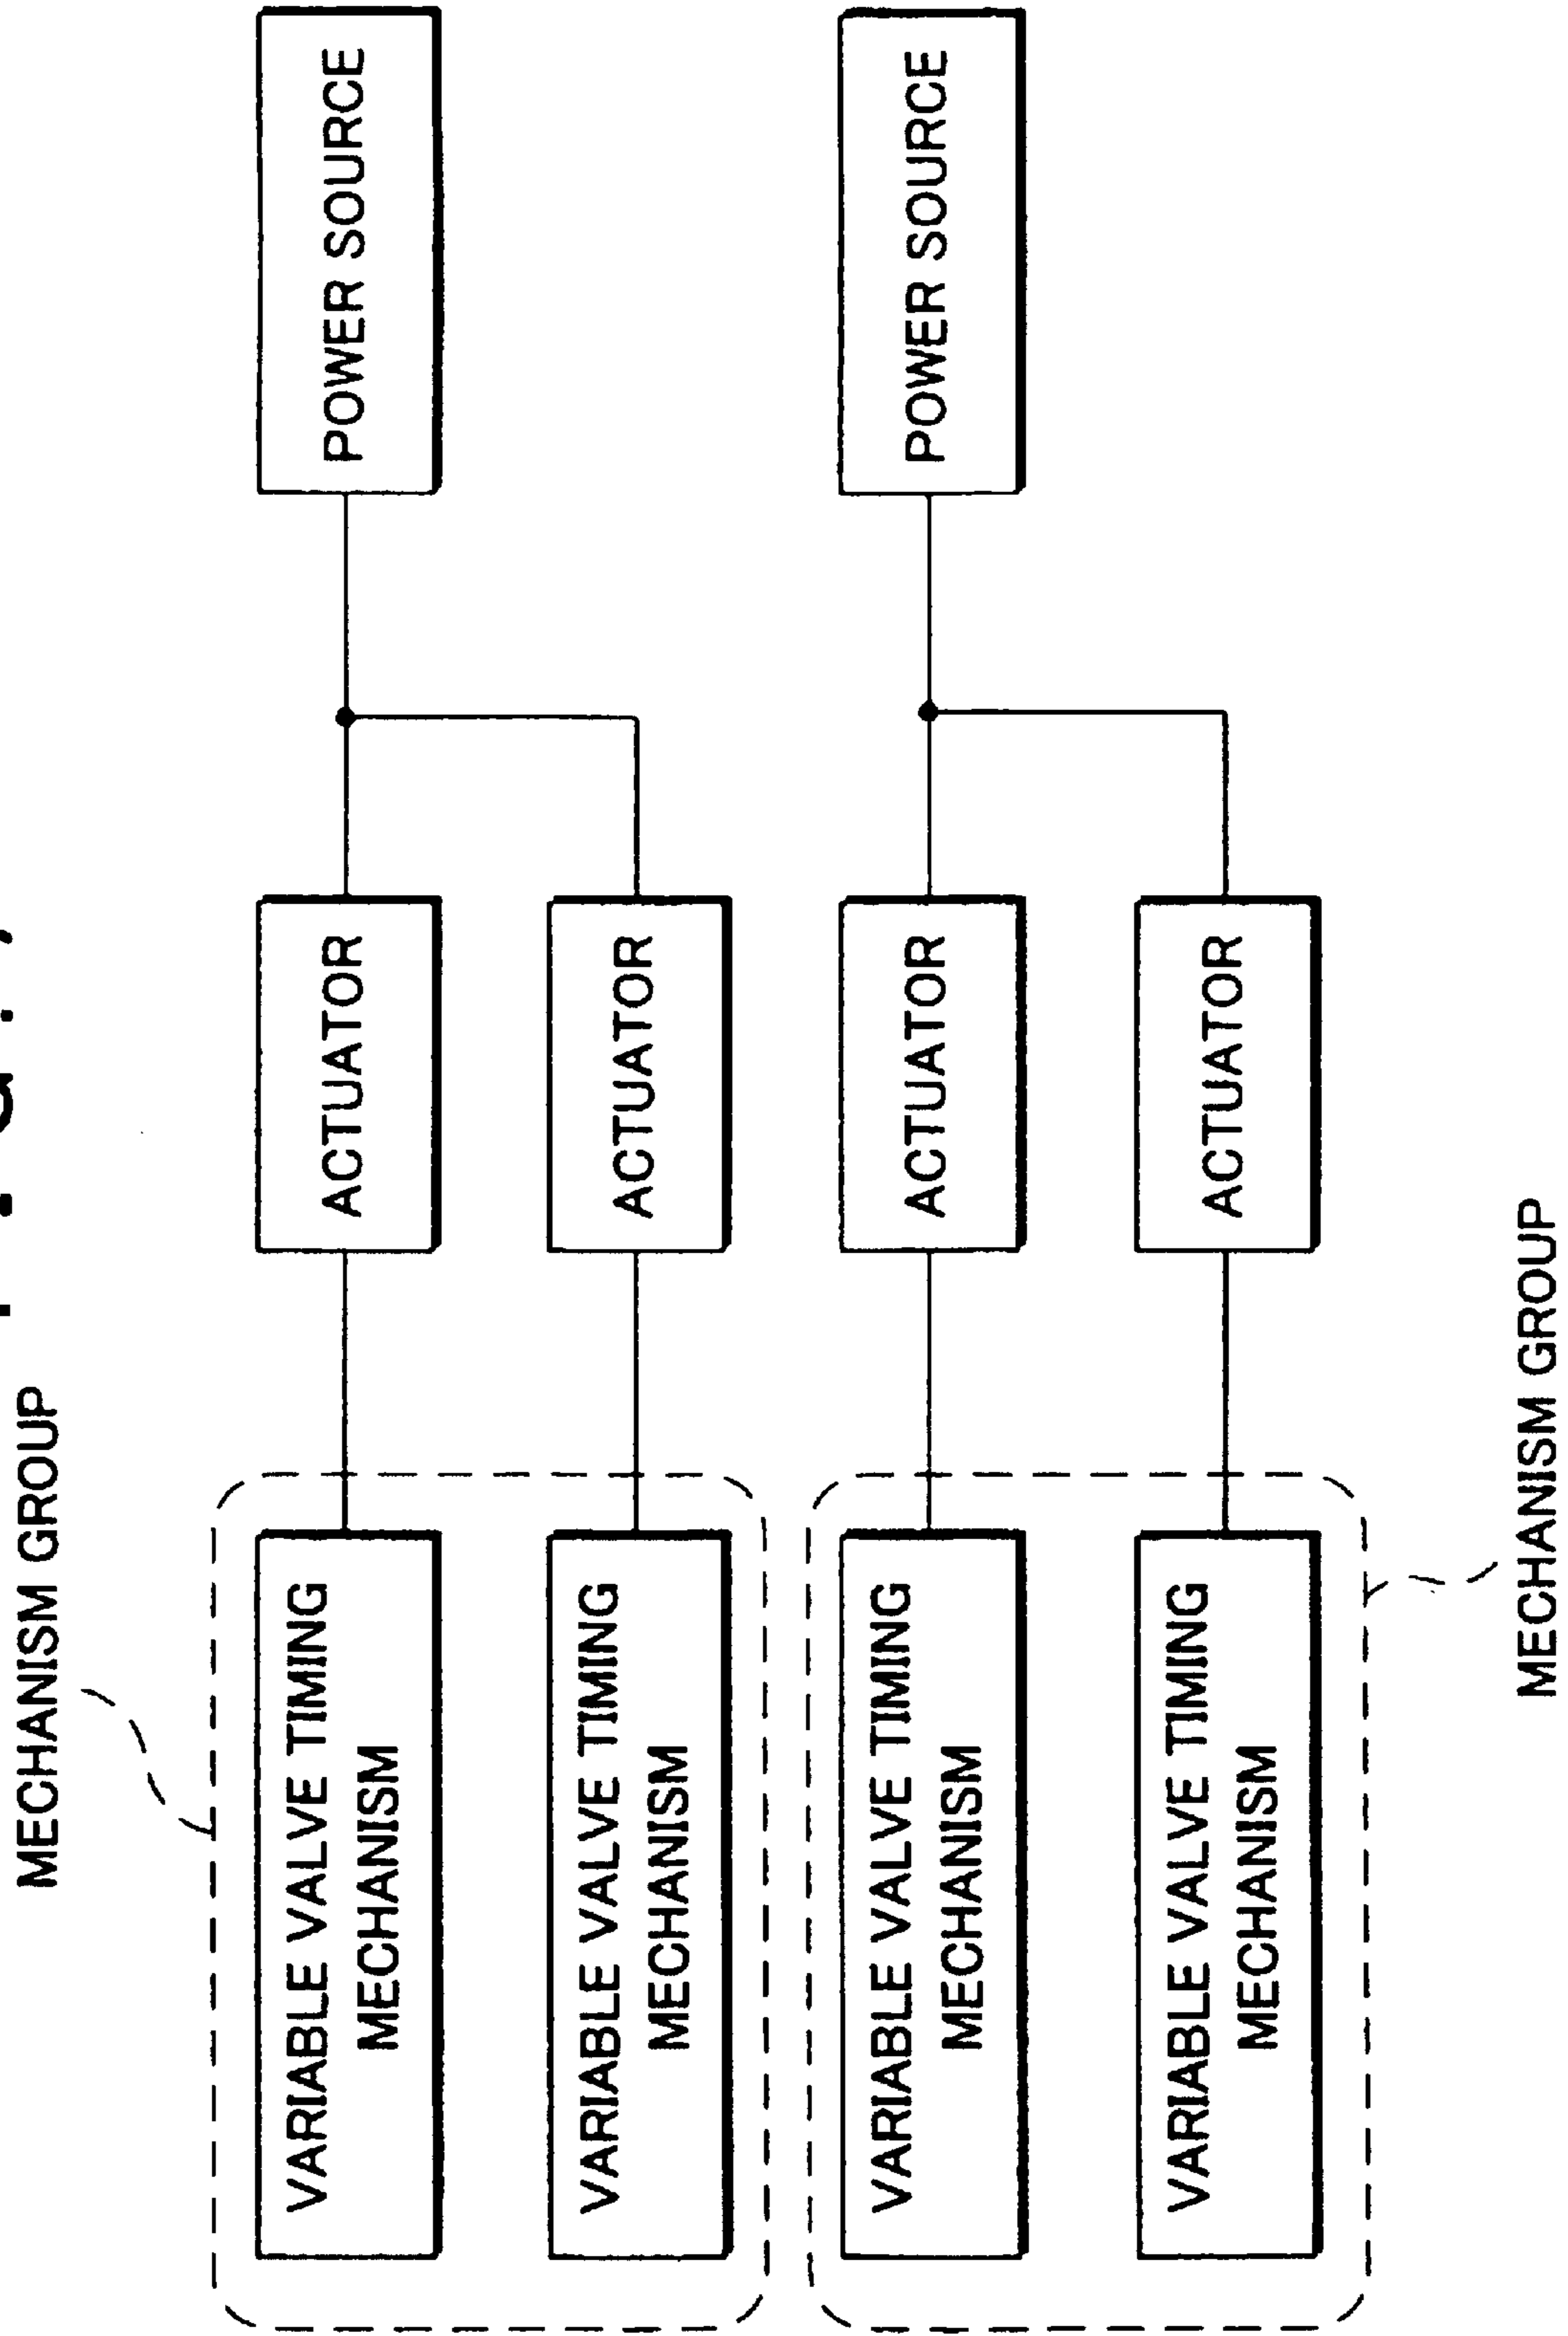 MECHANISM GROUP
VARIABLE VALVE TIMING
MECHANISM
ACTUATOR
POWER SOURCE
VARIABLE VALVE TIMING
MECHANISM
ACTUATOR
VARIABLE VALVE TIMING
MECHANISM
ACTUATOR
POWER SOURCE
VARIABLE VALVE TIMING
MECHANISM
ACTUATOR
MECHANISM GROUP